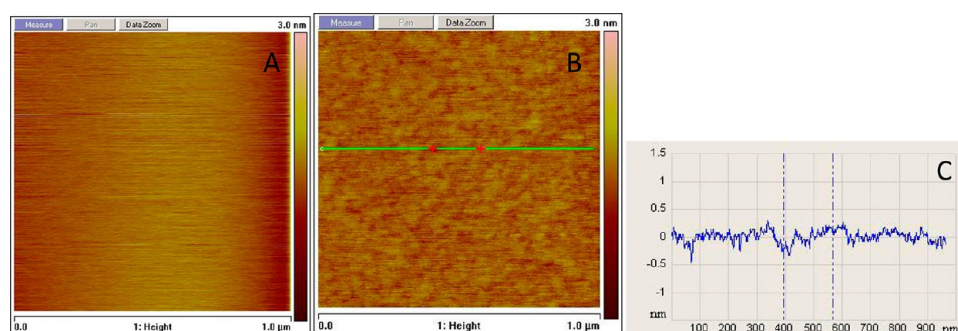 Measure Pan Data Zoom 3.0 nm
A
0.0 1: Height 1.0 µm
Measure Pan Data Zoom 3.0 nm
B
0.0 1: Height 1.0 µm
C
1.5
1
0.5
0
-0.5
-1
nm
100 200 300 400 500 600 700 800 900 nm